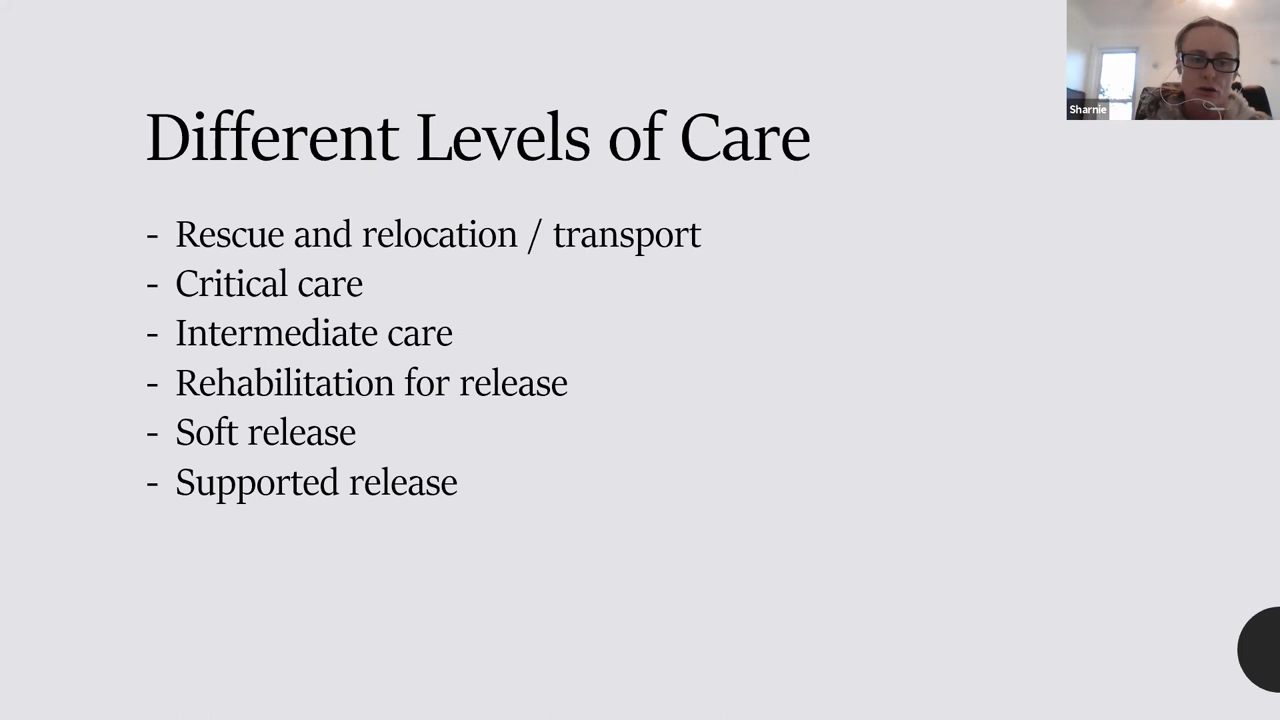 Sharnie
Different Levels of Care
- Rescue and relocation / transport
- Critical care
- Intermediate care
- Rehabilitation for release
- Soft release
- Supported release